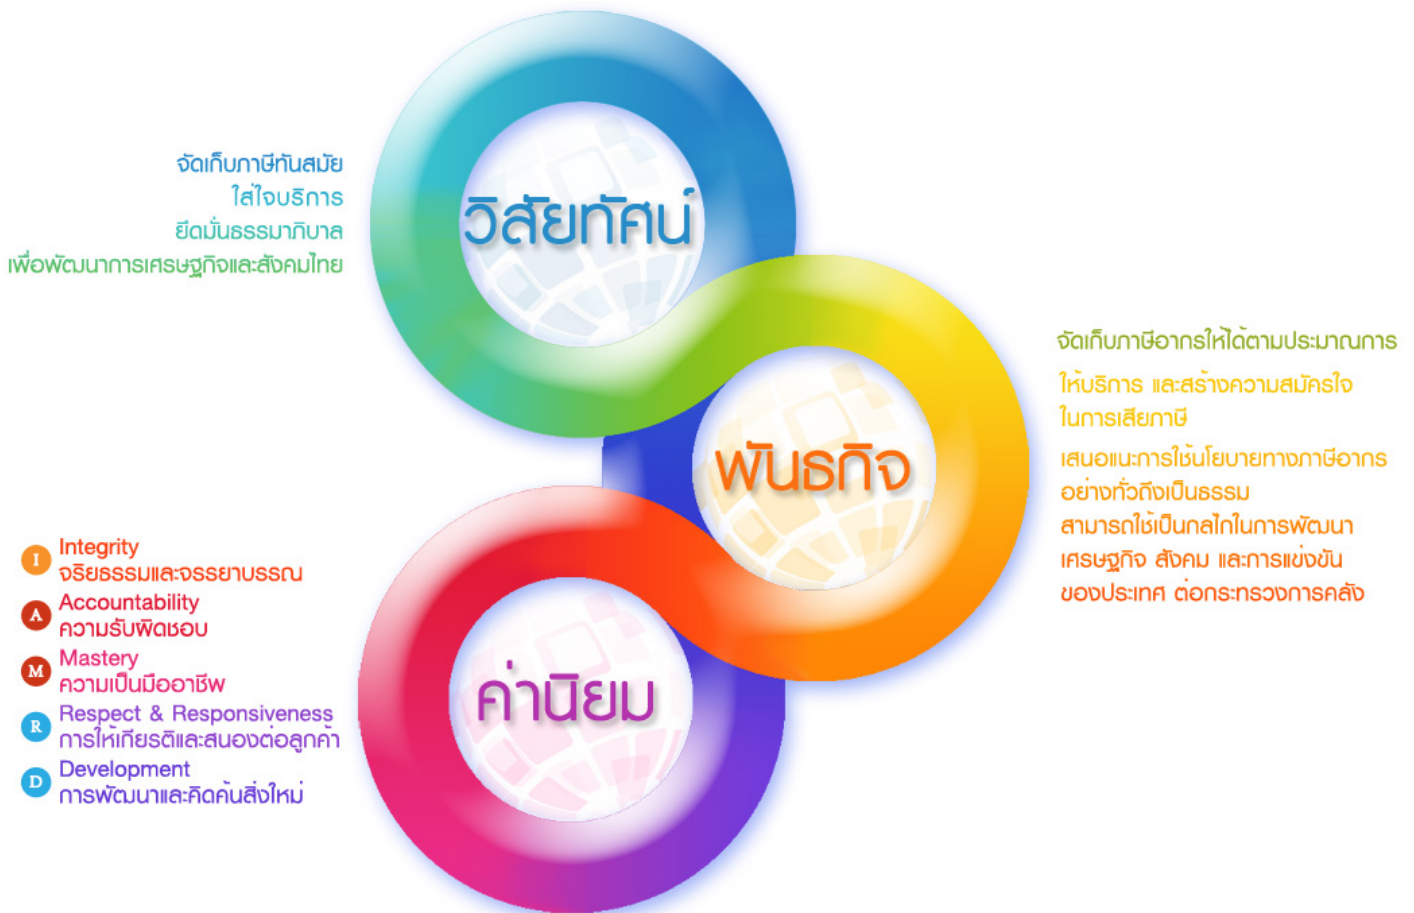 จัดเก็บภาษีทันสมัย
ใส่ใจบริการ
ยึดมั่นธรรมาภิบาล
เพื่อพัฒนาการเศรษฐกิจและสังคมไทย
วิสัยทัศน์
จัดเก็บภาษีอากรให้ได้ตามประมาณการ
ให้บริการ และสร้างความสมัครใจ
ในการเสียภาษี
เสนอแนะการใช้นโยบายทางภาษีอากร
อย่างทั่วถึงเป็นธรรม
สามารถใช้เป็นกลไกในการพัฒนา
เศรษฐกิจ สังคม และการแข่งขัน
ของประเทศ ต่อกระทรวงการคลัง
พันธกิจ
I Integrity
จริยธรรมและจรรยาบรรณ
A Accountability
ความรับผิดชอบ
M Mastery
ความเป็นมืออาชีพ
R Respect & Responsiveness
การให้เกียรติและสนองต่อลูกค้า
D Development
การพัฒนาและคิดค้นสิ่งใหม่
ค่านิยม